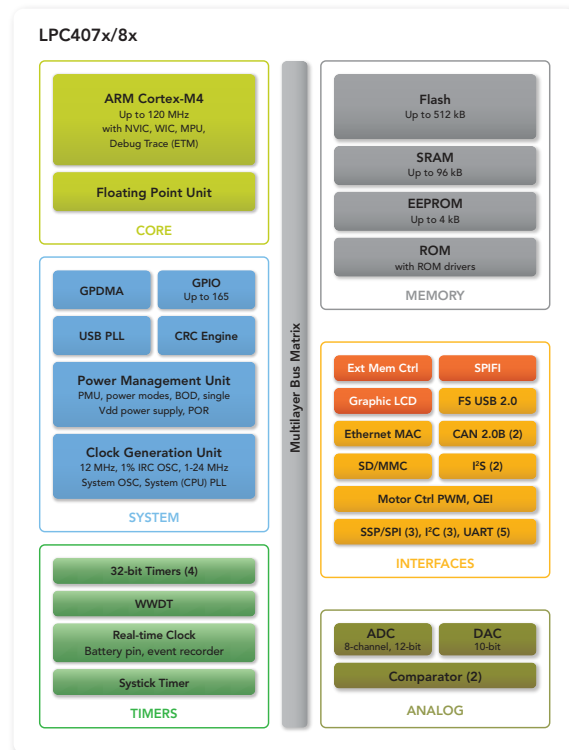 LPC407x/8x
ARM Cortex-M4
Up to 120 MHz
with NVIC, WIC, MPU,
Debug Trace (ETM)
Floating Point Unit
CORE
GPDMA
GPIO
Up to 165
USB PLL
CRC Engine
Power Management Unit
PMU, power modes, BOD, single
Vdd power supply, POR
Clock Generation Unit
12 MHz, 1% IRC OSC, 1-24 MHz
System OSC, System (CPU) PLL
SYSTEM
32-bit Timers (4)
WWDT
Real-time Clock
Battery pin, event recorder
Systick Timer
TIMERS
Multilayer Bus Matrix
Flash
Up to 512 kB
SRAM
Up to 96 kB
EEPROM
Up to 4 kB
ROM
with ROM drivers
MEMORY
Ext Mem Ctrl
SPIFI
Graphic LCD
FS USB 2.0
Ethernet MAC
CAN 2.0B (2)
SD/MMC
I²S (2)
Motor Ctrl PWM, QEI
SSP/SPI (3), I²C (3), UART (5)
INTERFACES
ADC
8-channel, 12-bit
DAC
10-bit
Comparator (2)
ANALOG